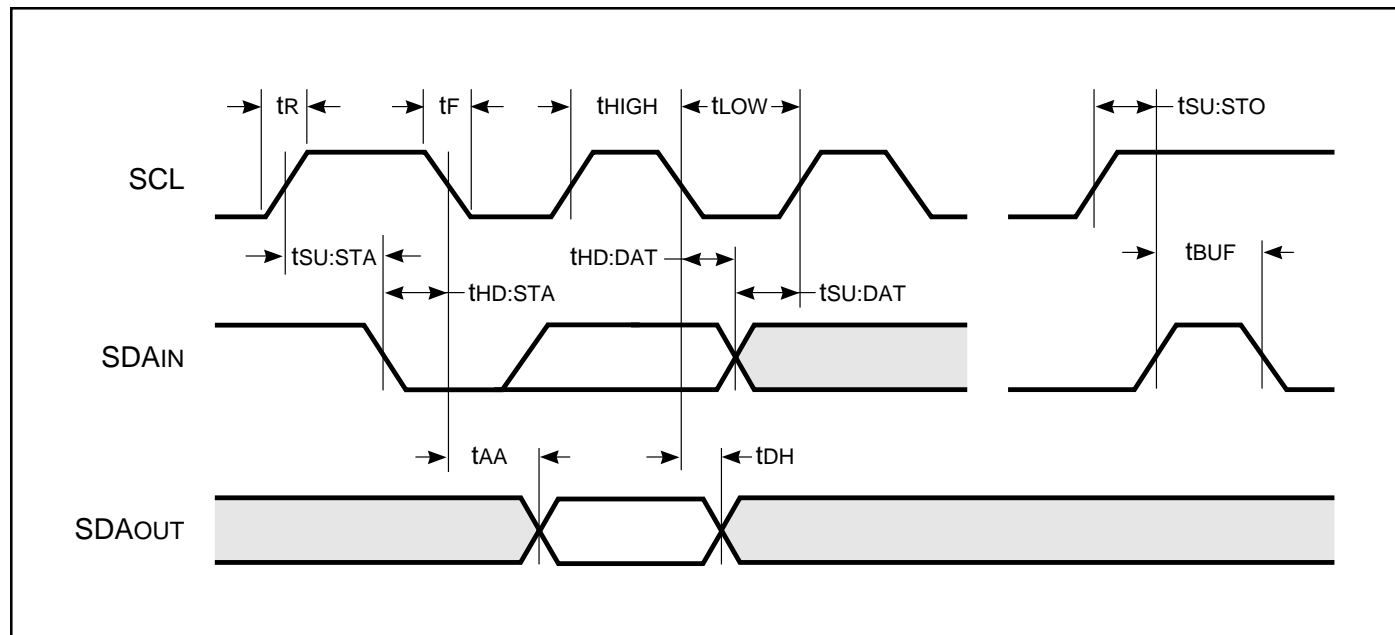 tR tF tHIGH tLOW tSU:STO
SCL
tSU:STA tHD:DAT tBUF
tHD:STA tSU:DAT
SDAIN
tAA tDH
SDAOUT